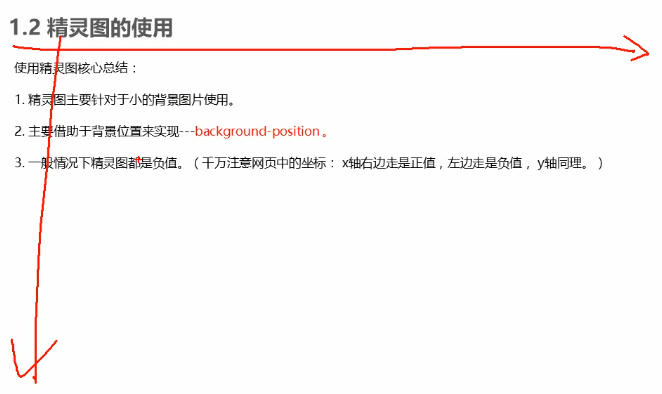 1.2 精灵图的使用
使用精灵图核心总结：
1. 精灵图主要针对于小的背景图片使用。
2. 主要借助于背景位置来实现---background-position 。
3. 一般情况下精灵图都是负值。（千万注意网页中的坐标： x轴右边走是正值，左边走是负值， y轴同理。）